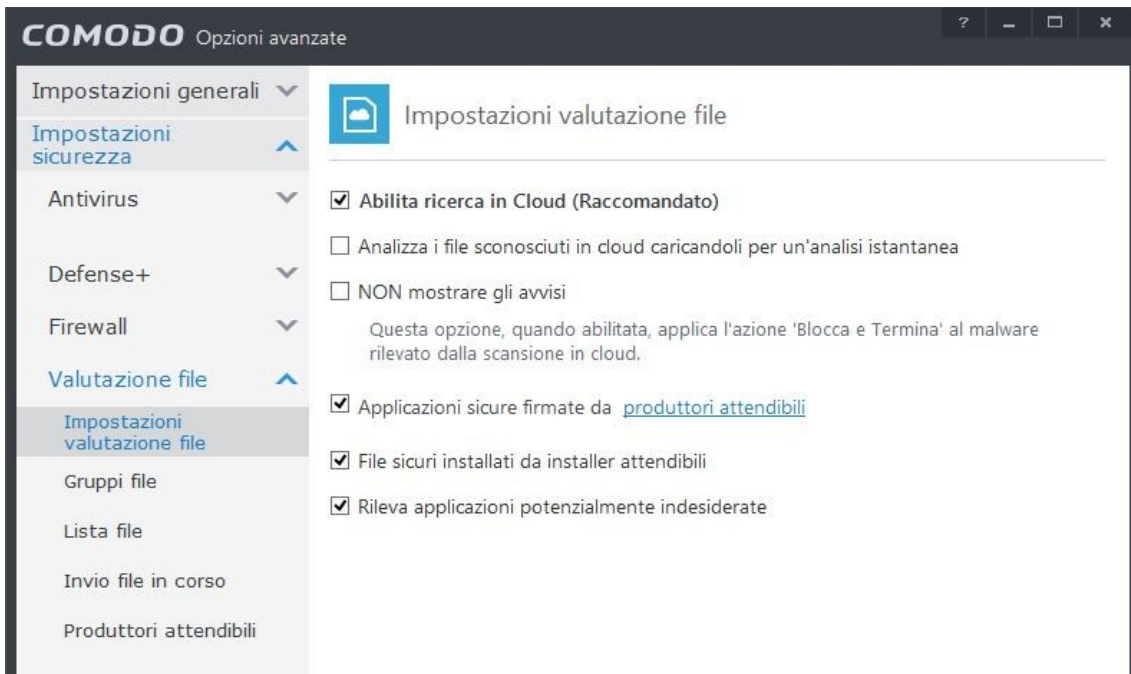 COMODO Opzioni avanzate
?
Impostazioni generali
Impostazioni
sicurezza
Antivirus
Defense+
Firewall
Valutazione file
Impostazioni
valutazione file
Gruppi file
Lista file
Invio file in corso
Produttori attendibili
Impostazioni valutazione file
Abilita ricerca in Cloud (Raccomandato)
Analizza i file sconosciuti in cloud caricandoli per un'analisi istantanea
NON mostrare gli avvisi
Questa opzione, quando abilitata, applica l'azione 'Blocca e Termina' al malware
rilevato dalla scansione in cloud.
Applicazioni sicure firmate da produttori attendibili
File sicuri installati da installer attendibili
Rileva applicazioni potenzialmente indesiderate